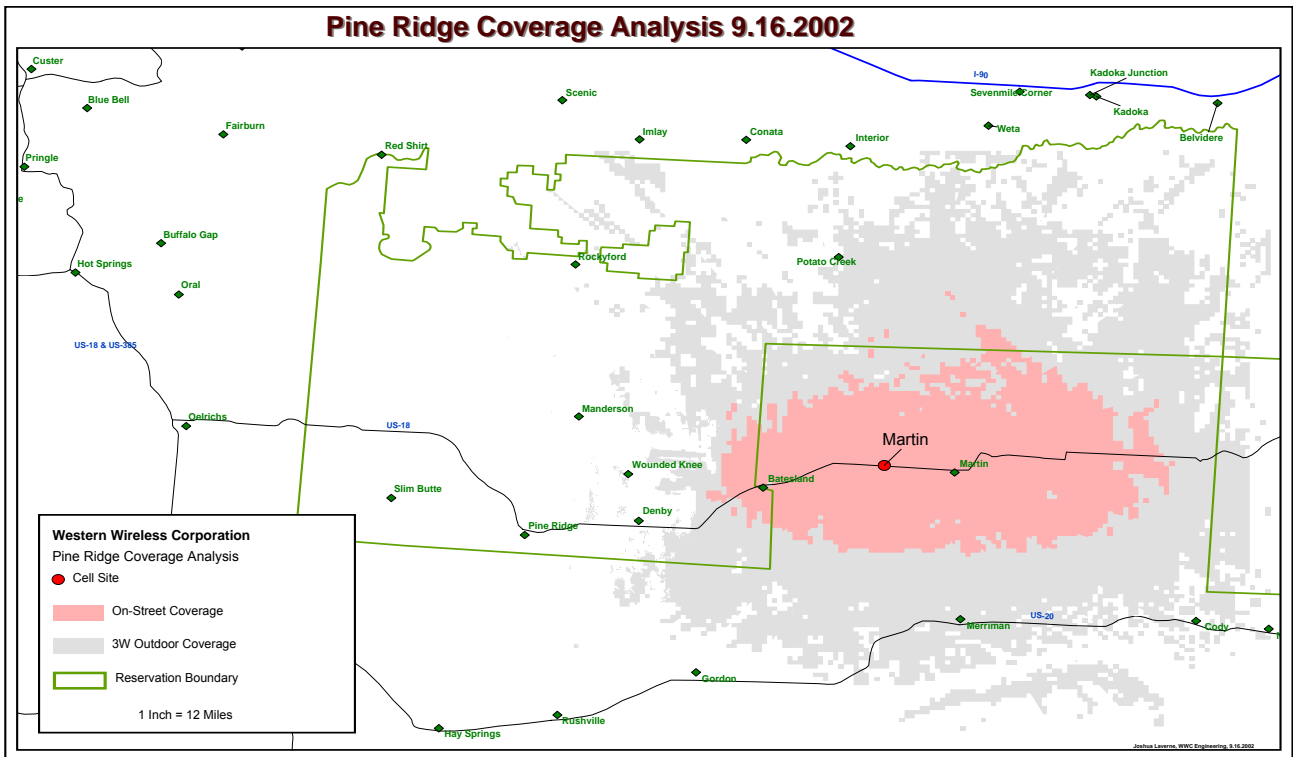 Pine Ridge Coverage Analysis 9.16.2002
Custer
Blue Bell
Fairburn
Pringle
e
Buffalo Gap
Hot Springs
Oral
US-18 & US-385
Oelrichs
US-18
Red Shirt
Scenic
Imlay
Conata
Interior
I-90
Sevenmile Corner
Kadoka Junction
Kadoka
Weta
Belvidere
Rockyford
Potato Creek
Manderson
Wounded Knee
Slim Butte
Denby
Pine Ridge
Batesland
Martin
Martin
US-20
Merriman
Cody
N
Gordon
Rushville
Hay Springs
Western Wireless Corporation
Pine Ridge Coverage Analysis
Cell Site
On-Street Coverage
3W Outdoor Coverage
Reservation Boundary
1 Inch = 12 Miles
Joshua Laverne, WWC Engineering, 9.16.2002